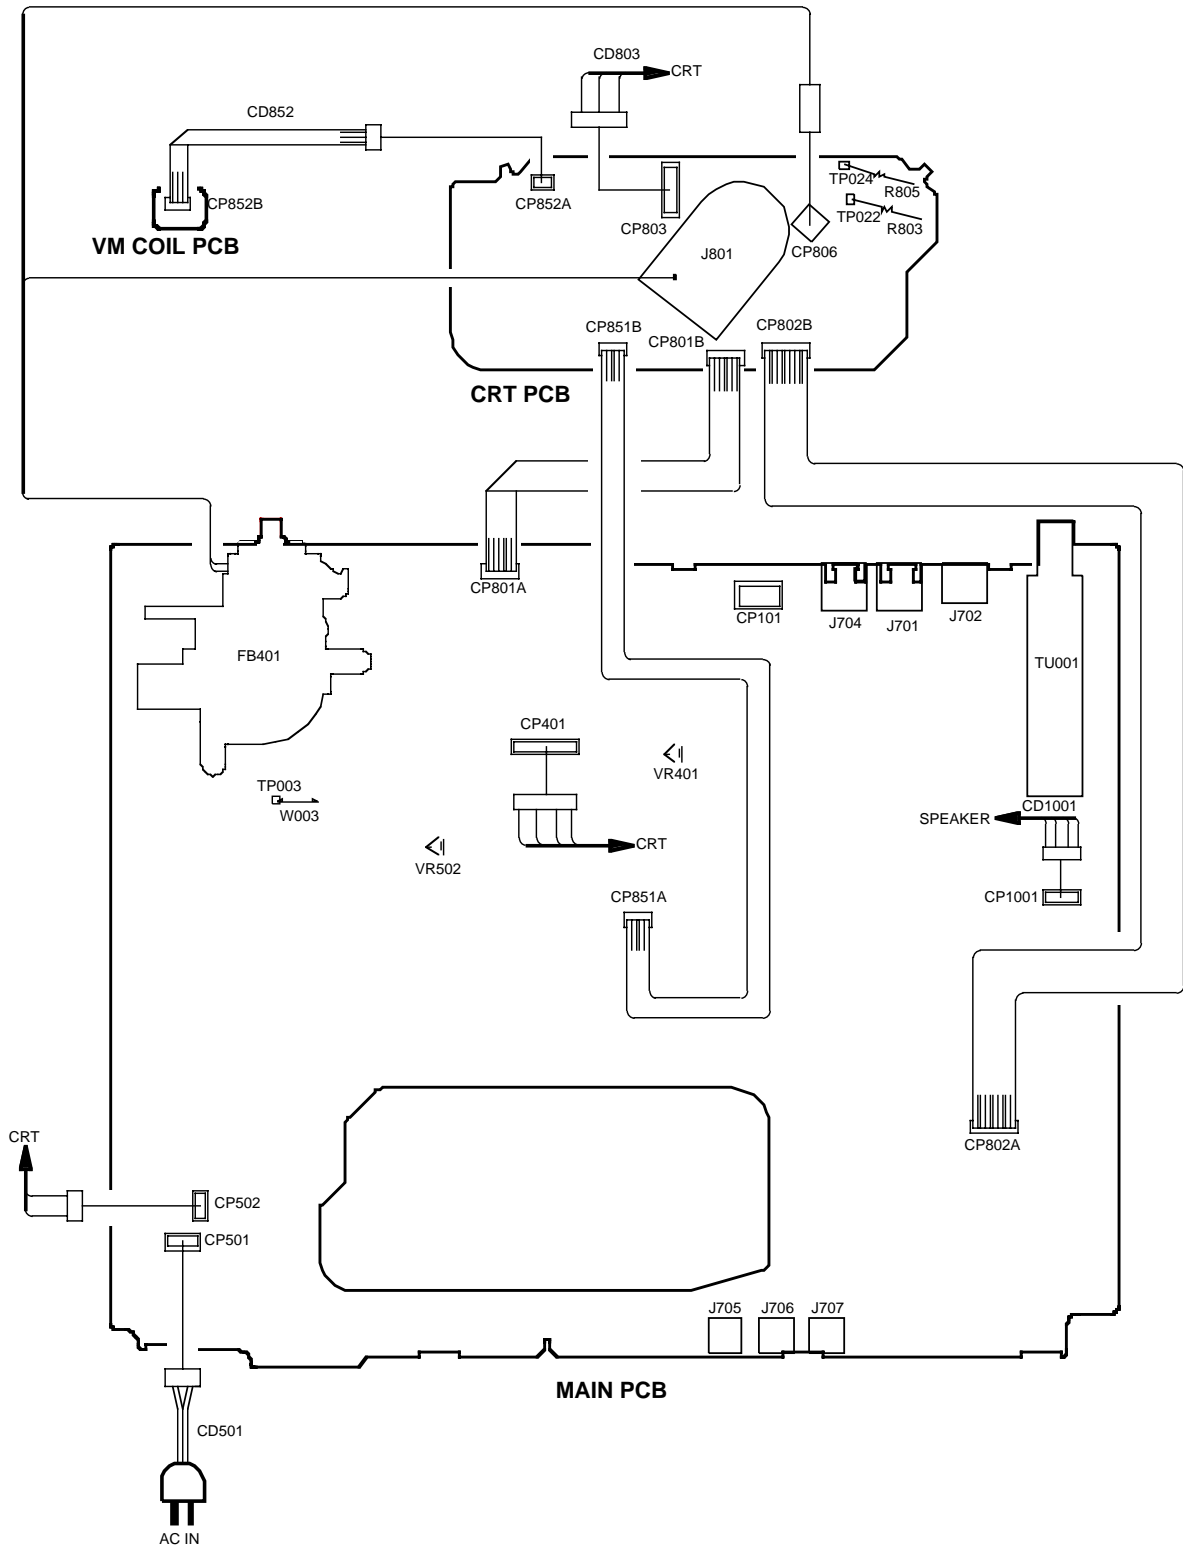 CD803
CRT
CD852
TP024
R805
CP852B
CP852A
TP022
R803
CP803
VM COIL PCB
J801
CP806
CP851B
CP801B
CP802B
CRT PCB
CP801A
CP101
J704
J701
J702
FB401
TU001
CP401
VR401
TP003
W003
CD1001
SPEAKER
CRT
VR502
CP851A
CP1001
CRT
CP802A
CP502
CP501
J705
J706
J707
MAIN PCB
CD501
AC IN